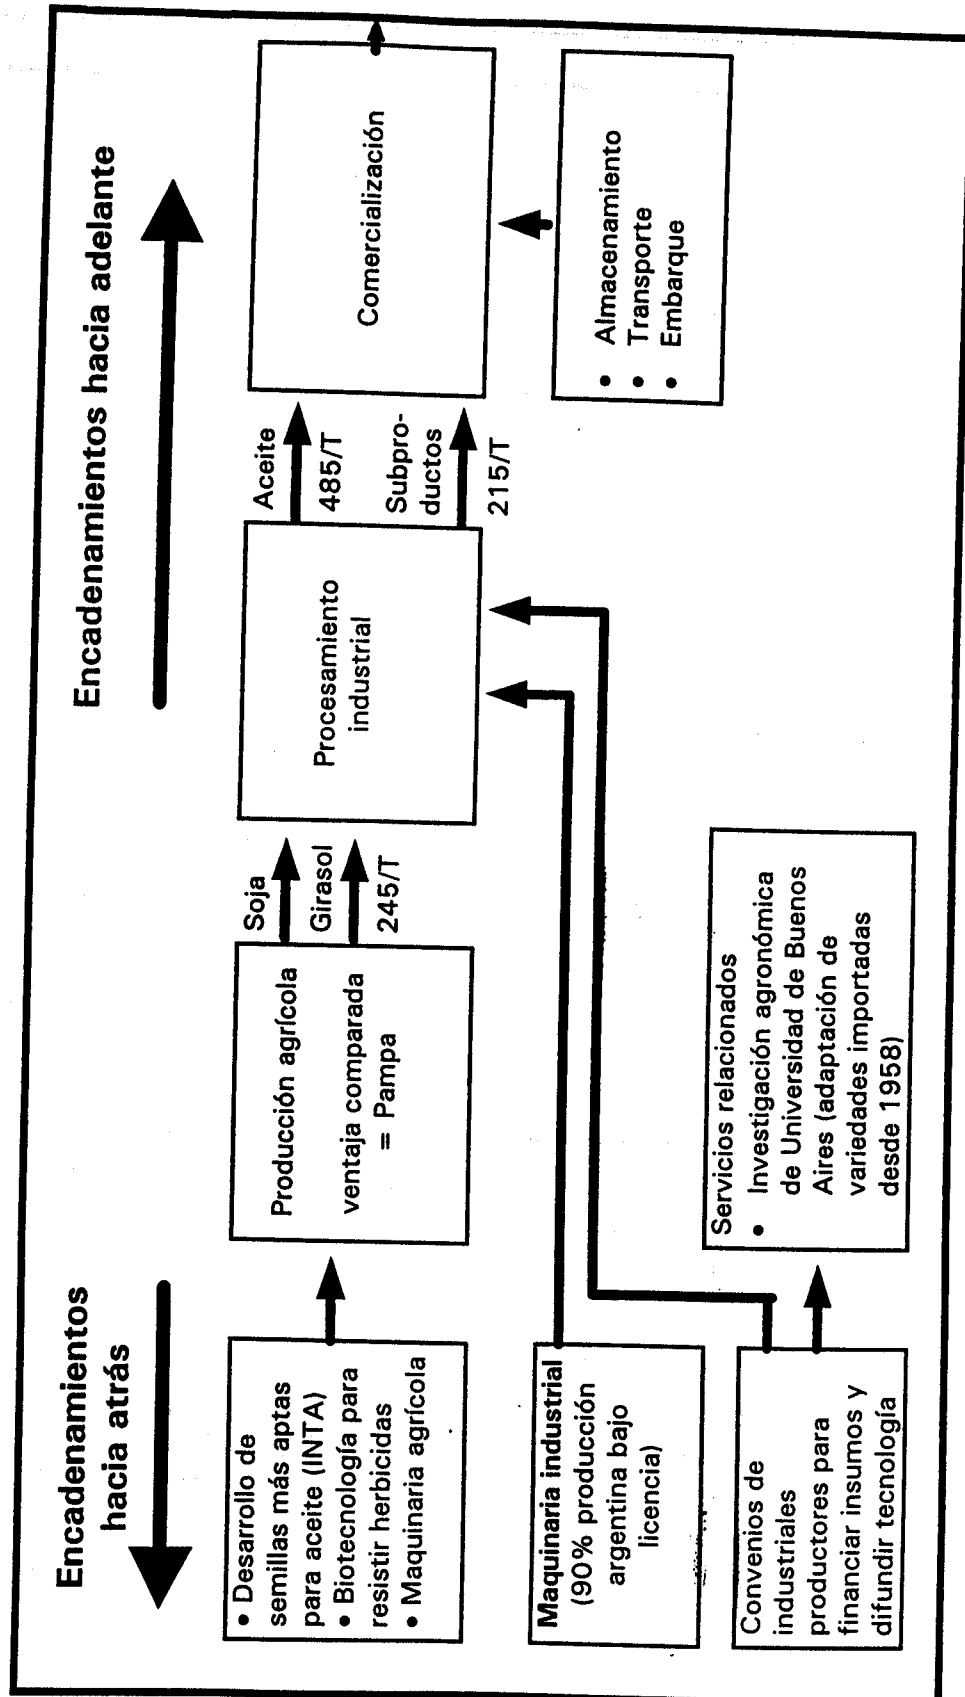 Encadenamientos
hacia atrás
Encadenamientos hacia adelante
• Desarrollo de
semillas más aptas
para aceite (INTA)
• Biotecnología para
resistir herbicidas
• Maquinaria agrícola
Producción agrícola
ventaja comparada
= Pampa
Soja
Girasol
245/T
Procesamiento
industrial
Aceite
485/T
Subpro-
ductos
215/T
Comercialización
• Almacenamiento
• Transporte
• Embarque
Maquinaria industrial
(90% producción
argentina bajo
licencia)
Convenios de
industriales
productores para
financiar insumos y
difundir tecnología
Servicios relacionados
• Investigación agronómica
de Universidad de Buenos
Aires (adaptación de
variedades importadas
desde 1958)